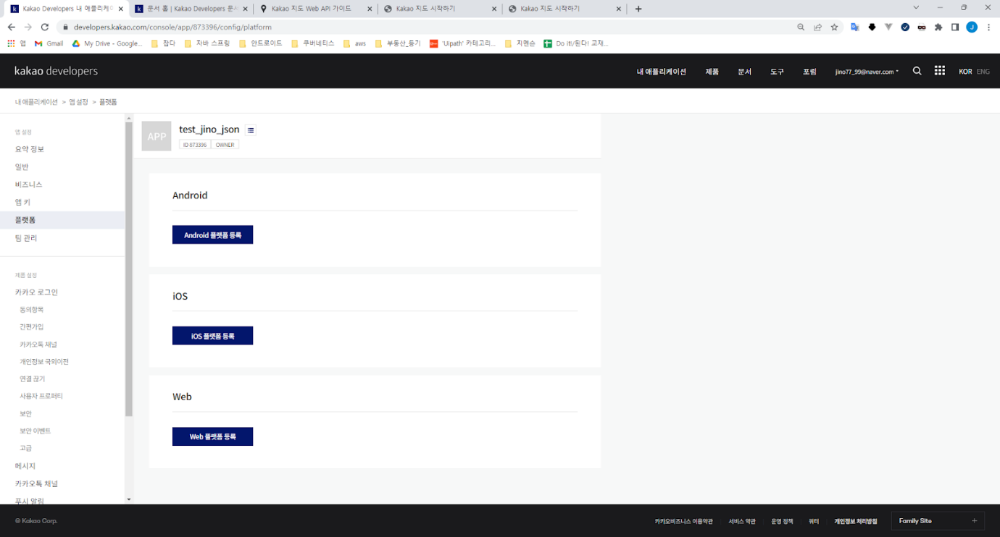 Kakao Developers 내 애플리케이
문서 홈 | Kakao Developers 문서
Kakao 지도 Web API 가이드
Kakao 지도 시작하기
Kakao 지도 시작하기
developers.kakao.com/console/app/873396/config/platform
앱
Gmail
My Drive - Google...
잡다
자바 스프링
안드로이드
쿠버네티스
aws
부동산_등기
'Uipath' 카테고리...
지멘슨
Do it!/된다! 교재...
kakao developers
내 애플리케이션
제품
문서
도구
포럼
jino77_99@naver.com
KOR ENG
내 애플리케이션 > 앱 설정 > 플랫폼
앱 설정
요약 정보
일반
비즈니스
앱 키
플랫폼
팀 관리
제품 설정
카카오 로그인
동의항목
간편가입
카카오톡 채널
개인정보 국외이전
연결 끊기
사용자 프로퍼티
보안
보안 이벤트
고급
메시지
카카오톡 채널
푸시 알림
APP
test_jino_json
ID 873396
OWNER
Android
Android 플랫폼 등록
iOS
iOS 플랫폼 등록
Web
Web 플랫폼 등록
© Kakao Corp.
카카오비즈니스 이용약관
서비스 약관
운영 정책
쿼터
개인정보 처리방침
Family Site